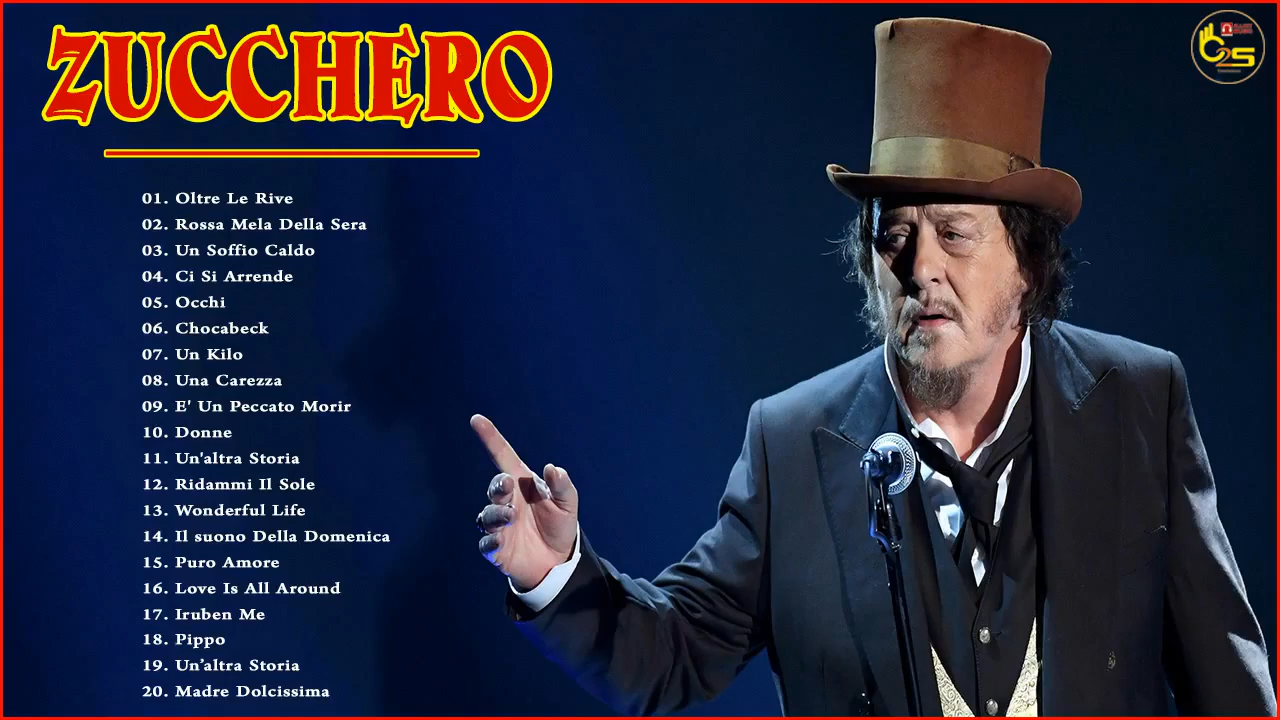 ZUCCHERO
01. Oltre Le Rive
02. Rossa Mela Della Sera
03. Un Soffio Caldo
04. Ci Si Arrende
05. Occhi
06. Chocabeck
07. Un Kilo
08. Una Carezza
09. E' Un Peccato Morir
10. Donne
11. Un'altra Storia
12. Ridammi Il Sole
13. Wonderful Life
14. Il suono Della Domenica
15. Puro Amore
16. Love Is All Around
17. Iruben Me
18. Pippo
19. Un’altra Storia
20. Madre Dolcissima